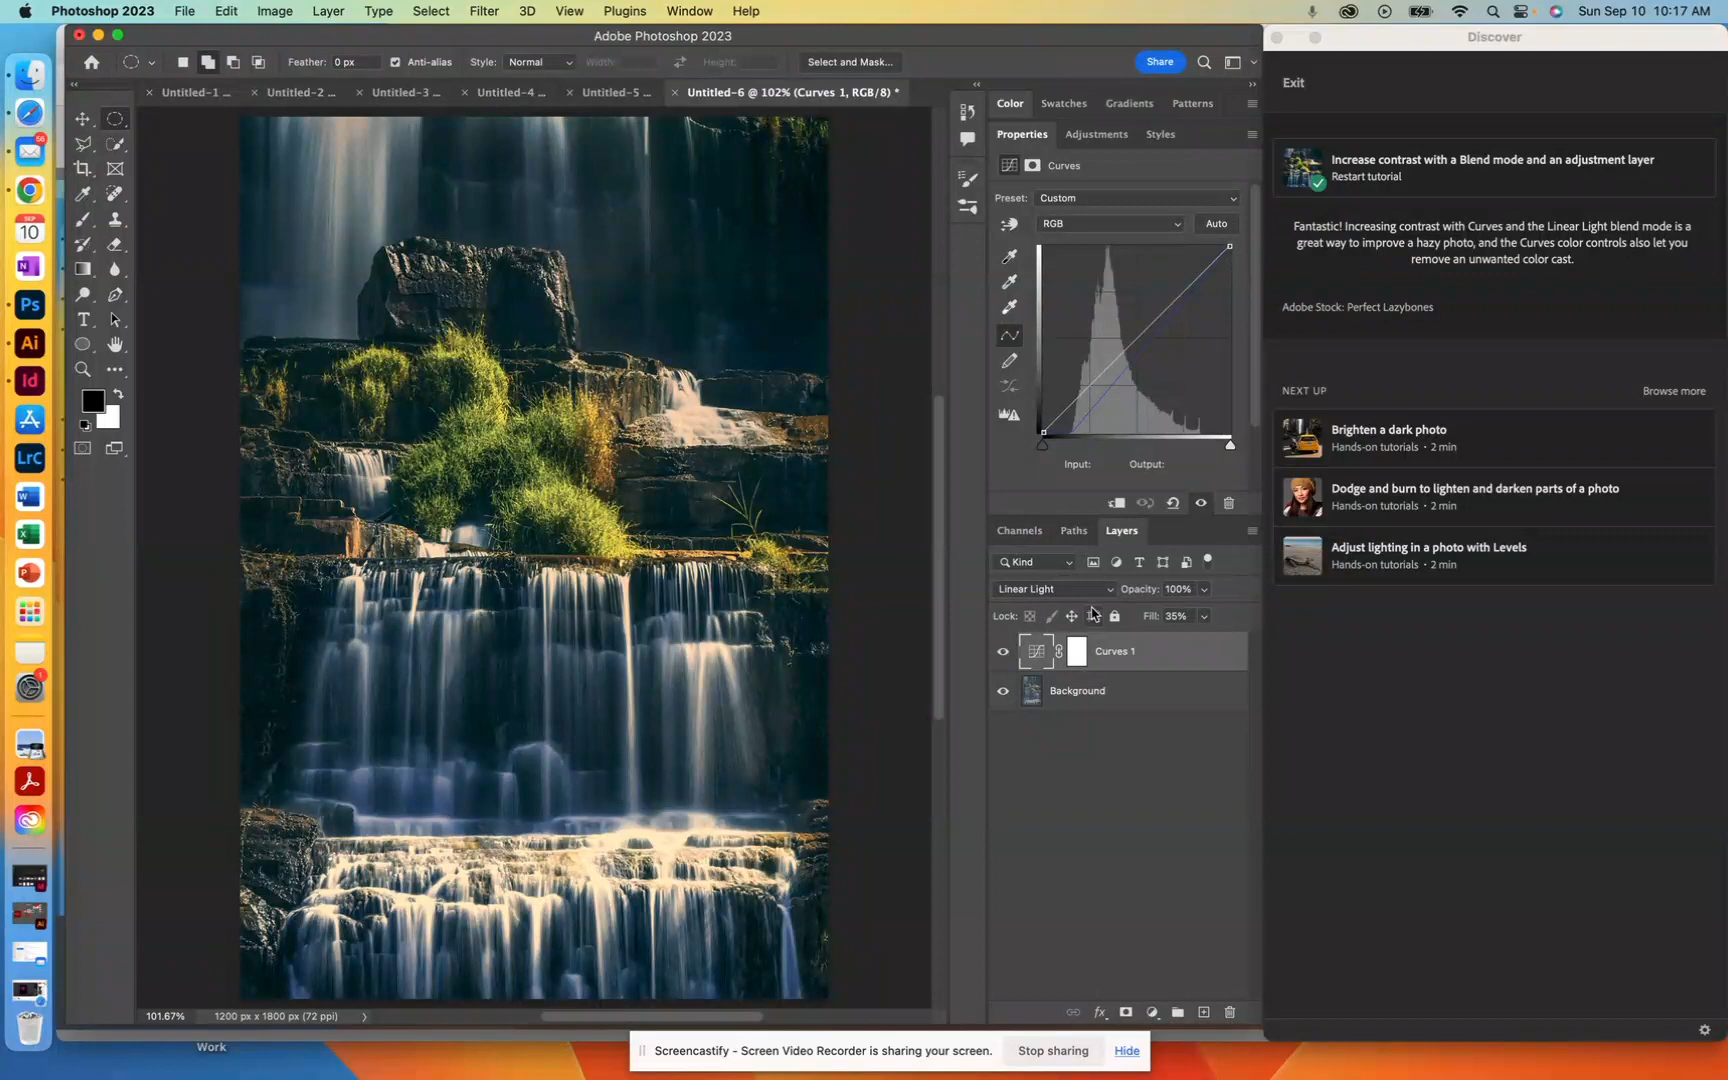 Photoshop 2023 File Edit Image Layer Type Select Filter 3D View Plugins Window Help Sun Sep 10 10:17 AM
Adobe Photoshop 2023
Feather: 0 px Anti-alias Style: Normal Width: Height: Select and Mask... Share
Untitled-1 ... Untitled-2 ... Untitled-3 ... Untitled-4 ... Untitled-5 ... Untitled-6 @ 102% (Curves 1, RGB/8) *
Color Swatches Gradients Patterns
Properties Adjustments Styles
Curves
Preset: Custom
RGB Auto
Input: Output:
Channels Paths Layers
Kind
Linear Light Opacity: 100%
Lock: Fill: 35%
Curves 1
Background
101.67% 1200 px x 1800 px (72 ppi)
Discover
Exit
Increase contrast with a Blend mode and an adjustment layer
Restart tutorial
Fantastic! Increasing contrast with Curves and the Linear Light blend mode is a
great way to improve a hazy photo, and the Curves color controls also let you
remove an unwanted color cast.
Adobe Stock: Perfect Lazybones
NEXT UP Browse more
Brighten a dark photo
Hands-on tutorials • 2 min
Dodge and burn to lighten and darken parts of a photo
Hands-on tutorials • 2 min
Adjust lighting in a photo with Levels
Hands-on tutorials • 2 min
56
SEP
10
N
Ps
Ai
Id
LrC
W
X
P
1
Work
Screencastify - Screen Video Recorder is sharing your screen. Stop sharing Hide